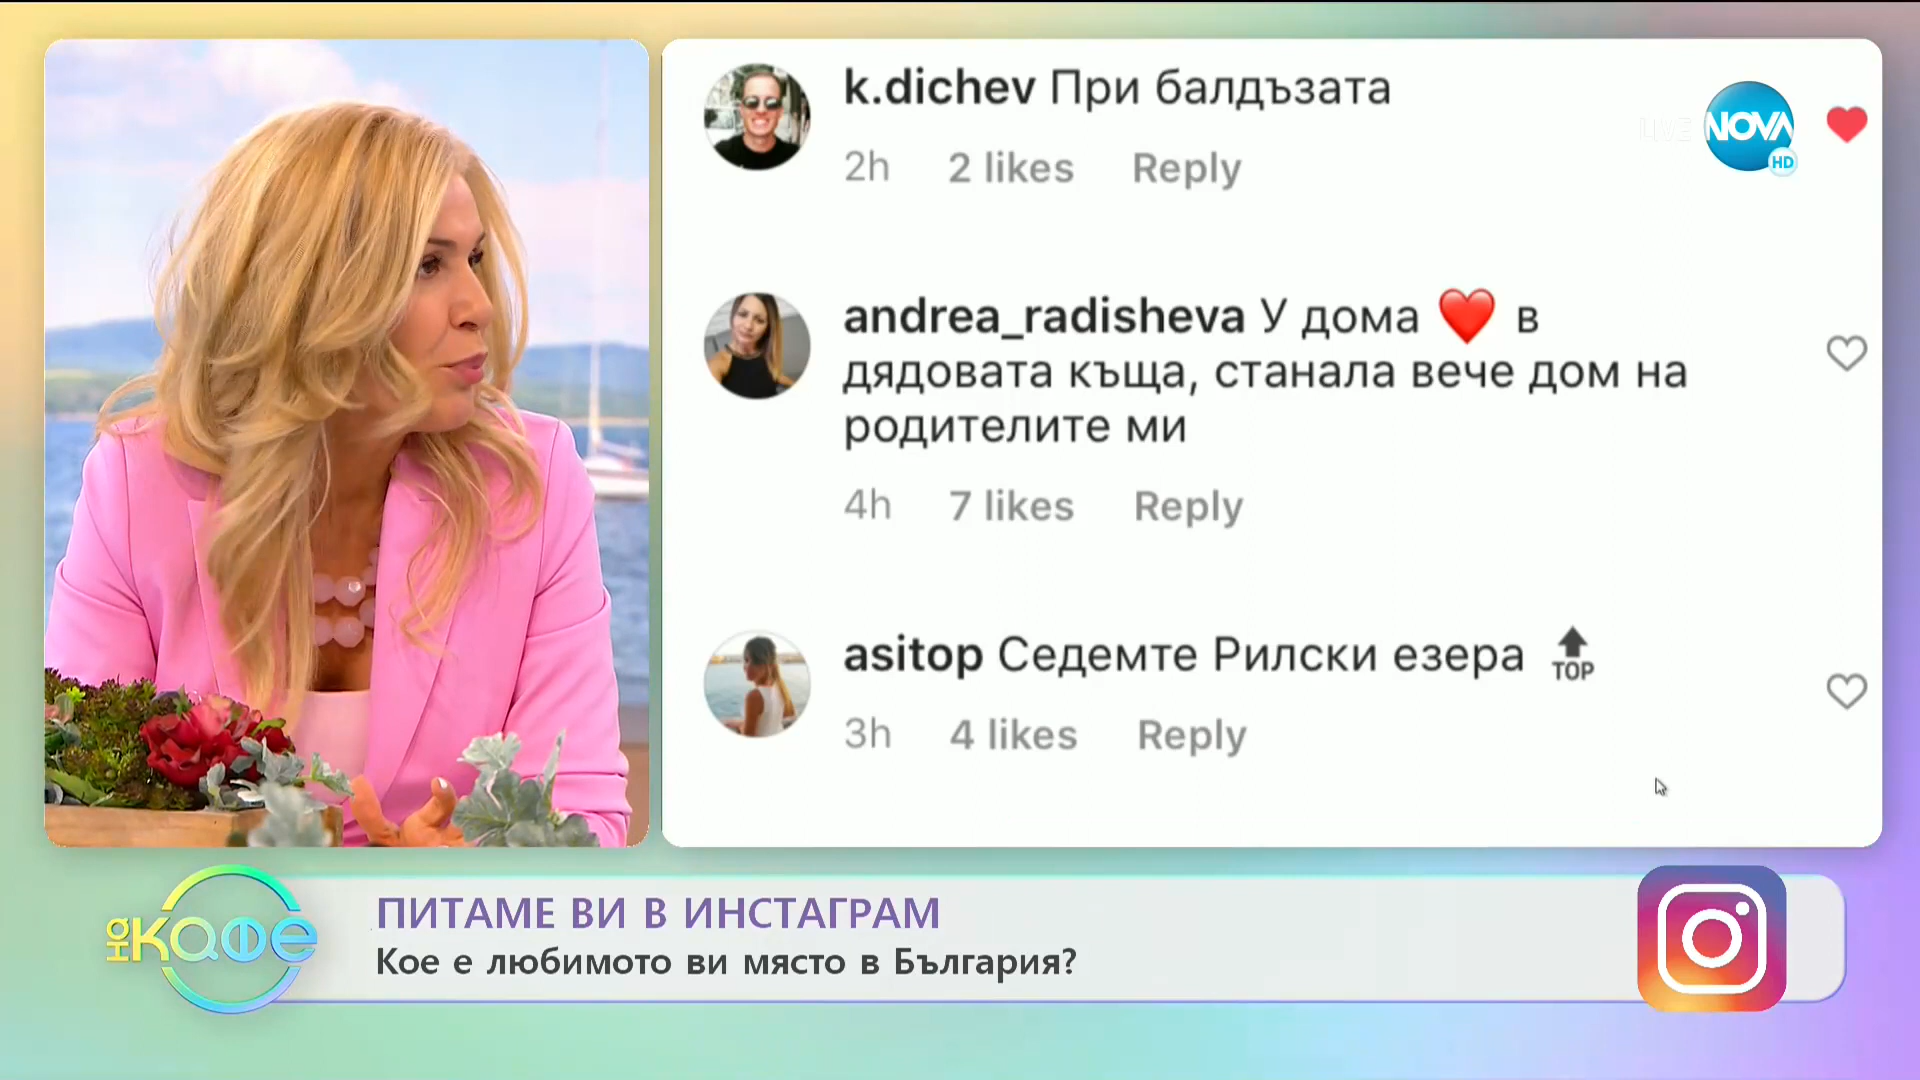 k.dichev При балдъзата
2h 2 likes Reply
LIVE NOVA
HD
andrea_radisheva У дома ❤️ в
дядовата къща, станала вече дом на
родителите ми
4h 7 likes Reply
asitop Седемте Рилски езера 🔝
3h 4 likes Reply
на кафе
ПИТАМЕ ВИ В ИНСТАГРАМ
Кое е любимото ви място в България?